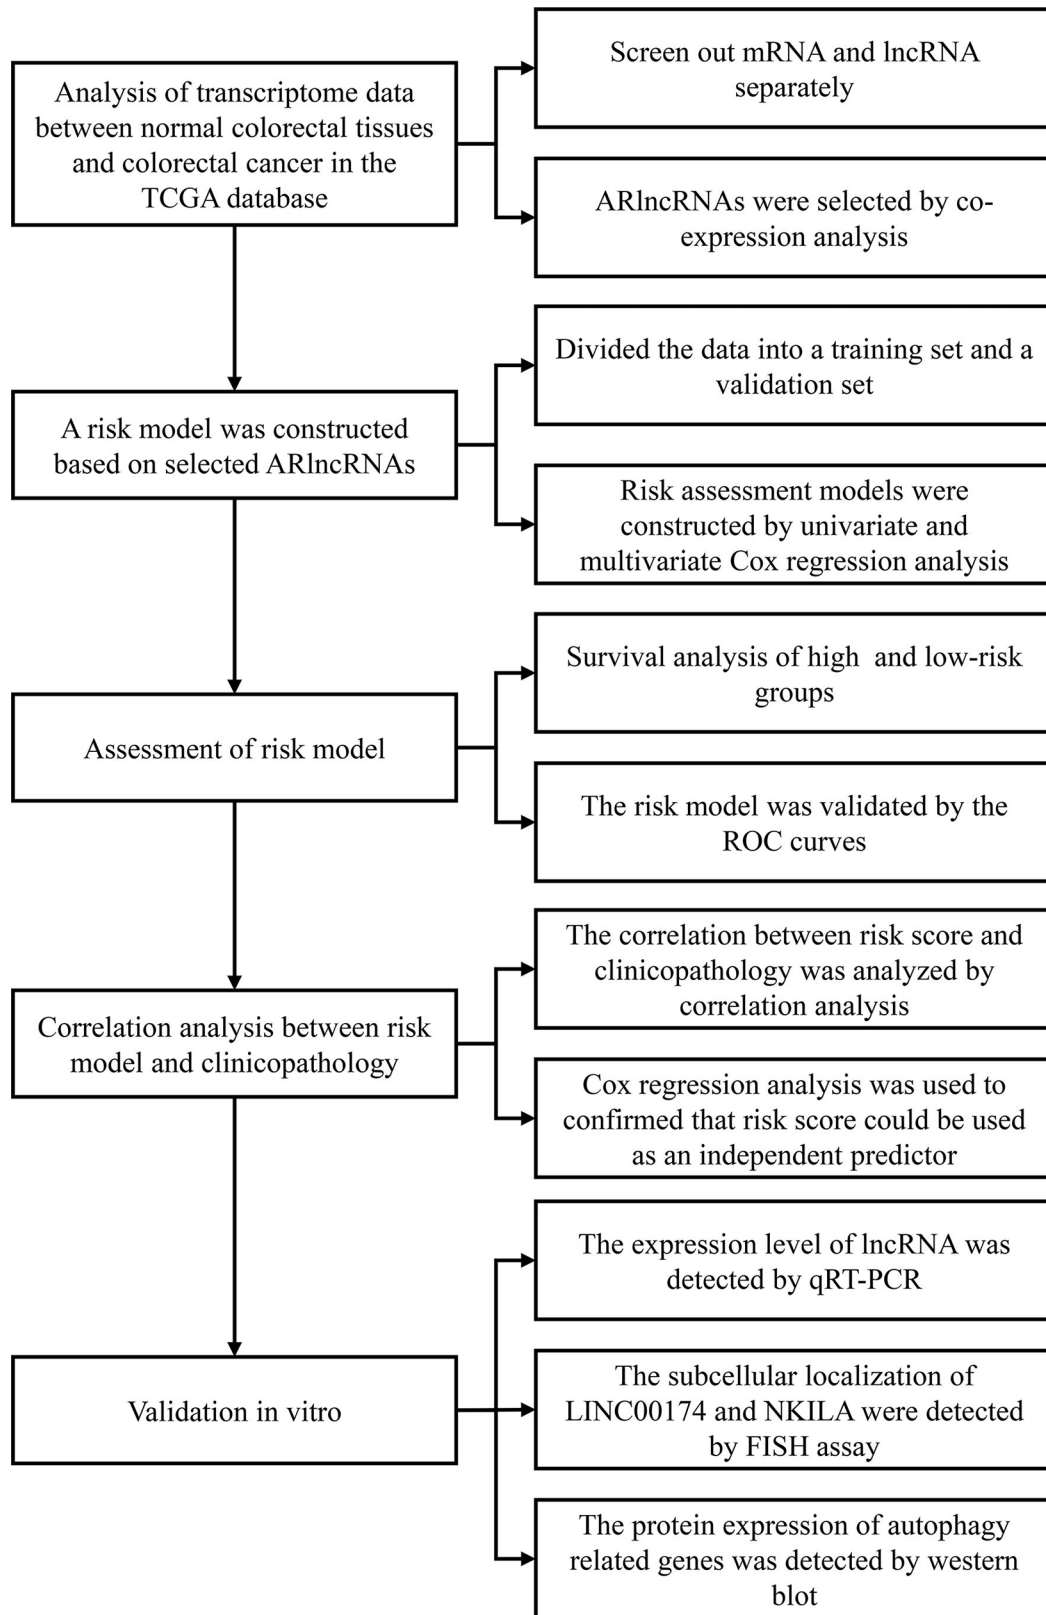 Analysis of transcriptome data
between normal colorectal tissues
and colorectal cancer in the
TCGA database
Screen out mRNA and lncRNA
separately
ARlncRNAs were selected by co-
expression analysis
A risk model was constructed
based on selected ARlncRNAs
Divided the data into a training set and a
validation set
Risk assessment models were
constructed by univariate and
multivariate Cox regression analysis
Assessment of risk model
Survival analysis of high  and low-risk
groups
The risk model was validated by the
ROC curves
Correlation analysis between risk
model and clinicopathology
The correlation between risk score and
clinicopathology was analyzed by
correlation analysis
Cox regression analysis was used to
confirmed that risk score could be used
as an independent predictor
Validation in vitro
The expression level of lncRNA was
detected by qRT-PCR
The subcellular localization of
LINC00174 and NKILA were detected
by FISH assay
The protein expression of autophagy
related genes was detected by western
blot